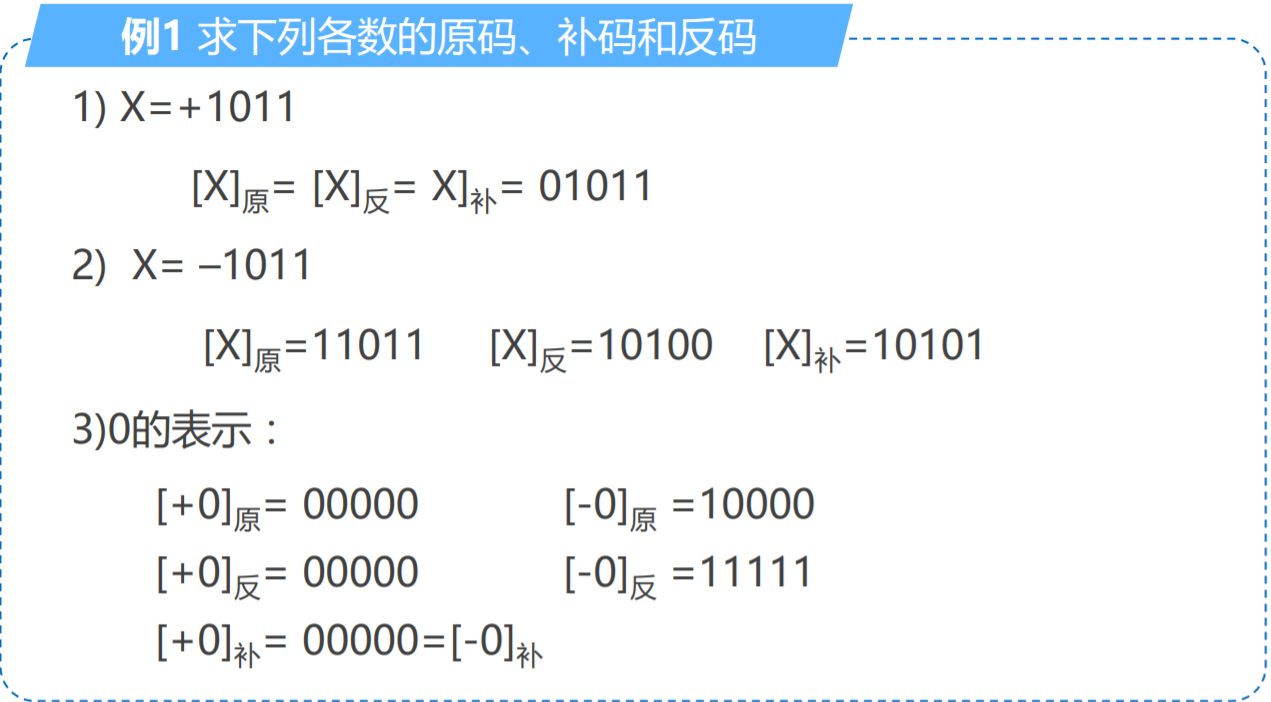 例1 求下列各数的原码、补码和反码
1) X=+1011
[X]原= [X]反= X]补= 01011
2) X= –1011
[X]原=11011 [X]反=10100 [X]补=10101
3)0的表示：
[+0]原= 00000 [-0]原 =10000
[+0]反= 00000 [-0]反 =11111
[+0]补= 00000=[-0]补